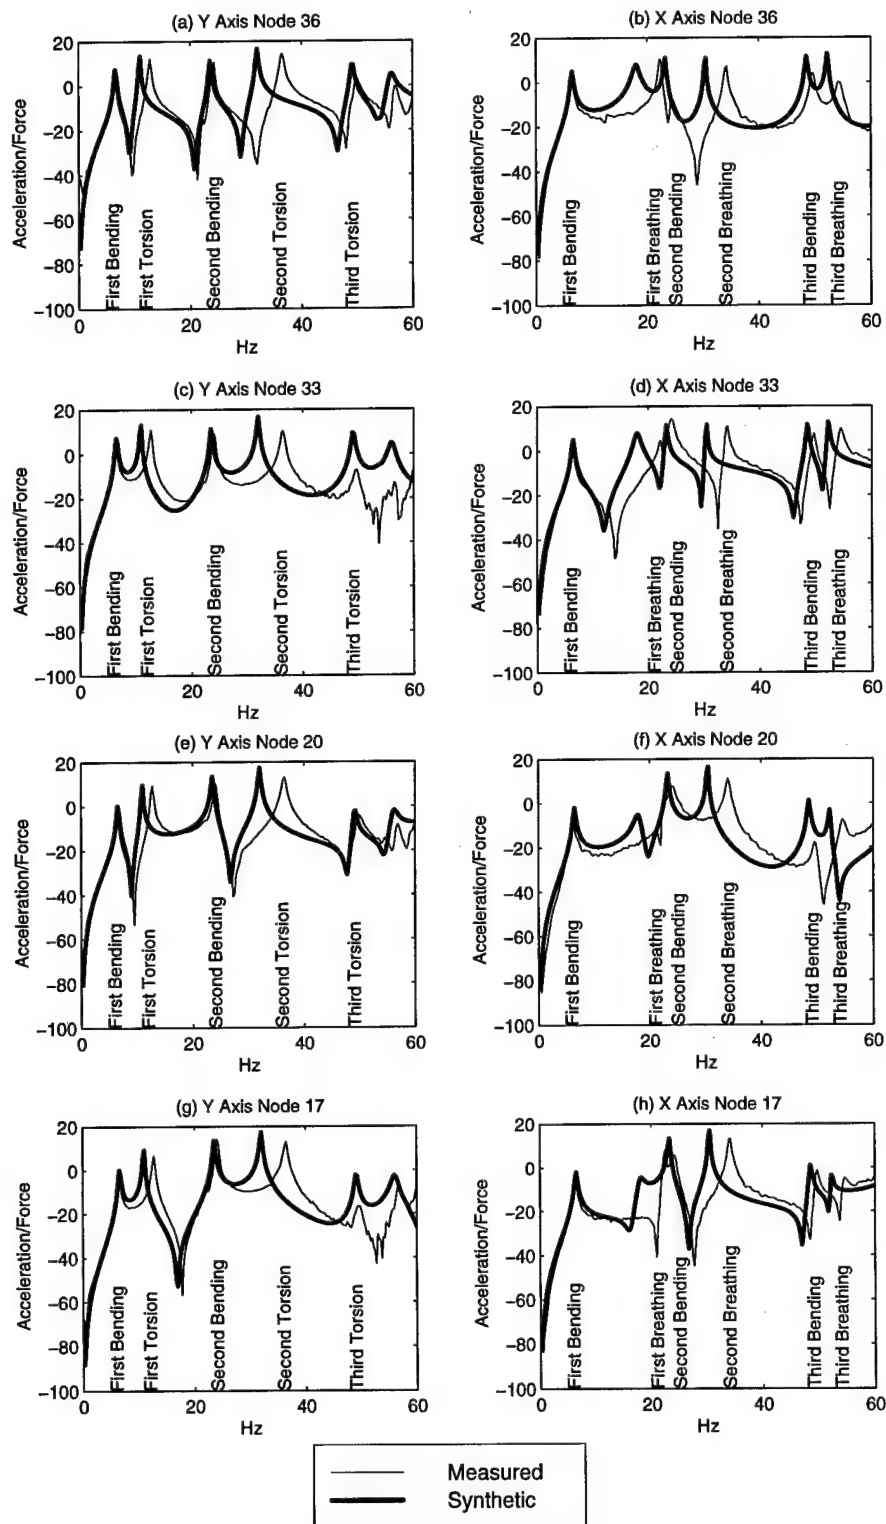 (a) Y Axis Node 36
20
0
−20
−40
−60
−80
−100
Acceleration/Force
First Bending
First Torsion
Second Bending
Second Torsion
Third Torsion
0
20
40
60
Hz
(b) X Axis Node 36
20
0
−20
−40
−60
−80
−100
Acceleration/Force
First Bending
First Breathing
Second Bending
Second Breathing
Third Bending
Third Breathing
0
20
40
60
Hz
(c) Y Axis Node 33
20
0
−20
−40
−60
−80
−100
Acceleration/Force
First Bending
First Torsion
Second Bending
Second Torsion
Third Torsion
0
20
40
60
Hz
(d) X Axis Node 33
20
0
−20
−40
−60
−80
−100
Acceleration/Force
First Bending
First Breathing
Second Bending
Second Breathing
Third Bending
Third Breathing
0
20
40
60
Hz
(e) Y Axis Node 20
20
0
−20
−40
−60
−80
−100
Acceleration/Force
First Bending
First Torsion
Second Bending
Second Torsion
Third Torsion
0
20
40
60
Hz
(f) X Axis Node 20
20
0
−20
−40
−60
−80
−100
Acceleration/Force
First Bending
First Breathing
Second Bending
Second Breathing
Third Bending
Third Breathing
0
20
40
60
Hz
(g) Y Axis Node 17
20
0
−20
−40
−60
−80
−100
Acceleration/Force
First Bending
First Torsion
Second Bending
Second Torsion
Third Torsion
0
20
40
60
Hz
(h) X Axis Node 17
20
0
−20
−40
−60
−80
−100
Acceleration/Force
First Bending
First Breathing
Second Bending
Second Breathing
Third Bending
Third Breathing
0
20
40
60
Hz
Measured
Synthetic